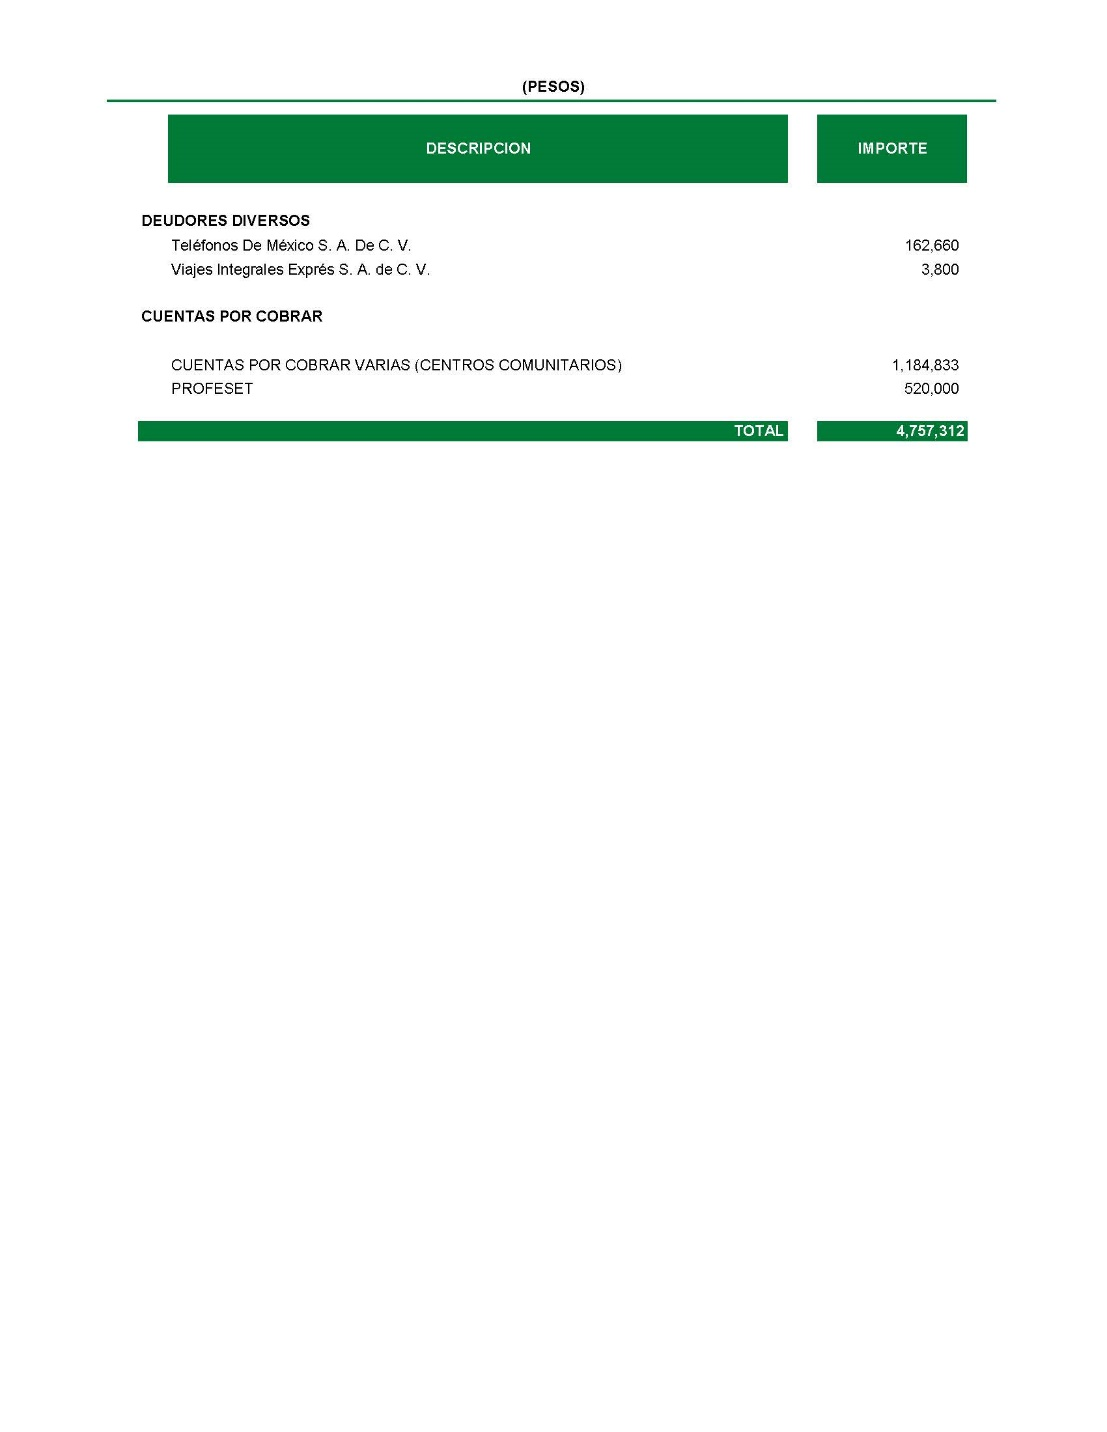 (PESOS)
DESCRIPCION IMPORTE
DEUDORES DIVERSOS
Teléfonos De México S. A. De C. V. 162,660
Viajes Integrales Exprés S. A. de C. V. 3,800
CUENTAS POR COBRAR
CUENTAS POR COBRAR VARIAS (CENTROS COMUNITARIOS) 1,184,833
PROFESET 520,000
TOTAL 4,757,312